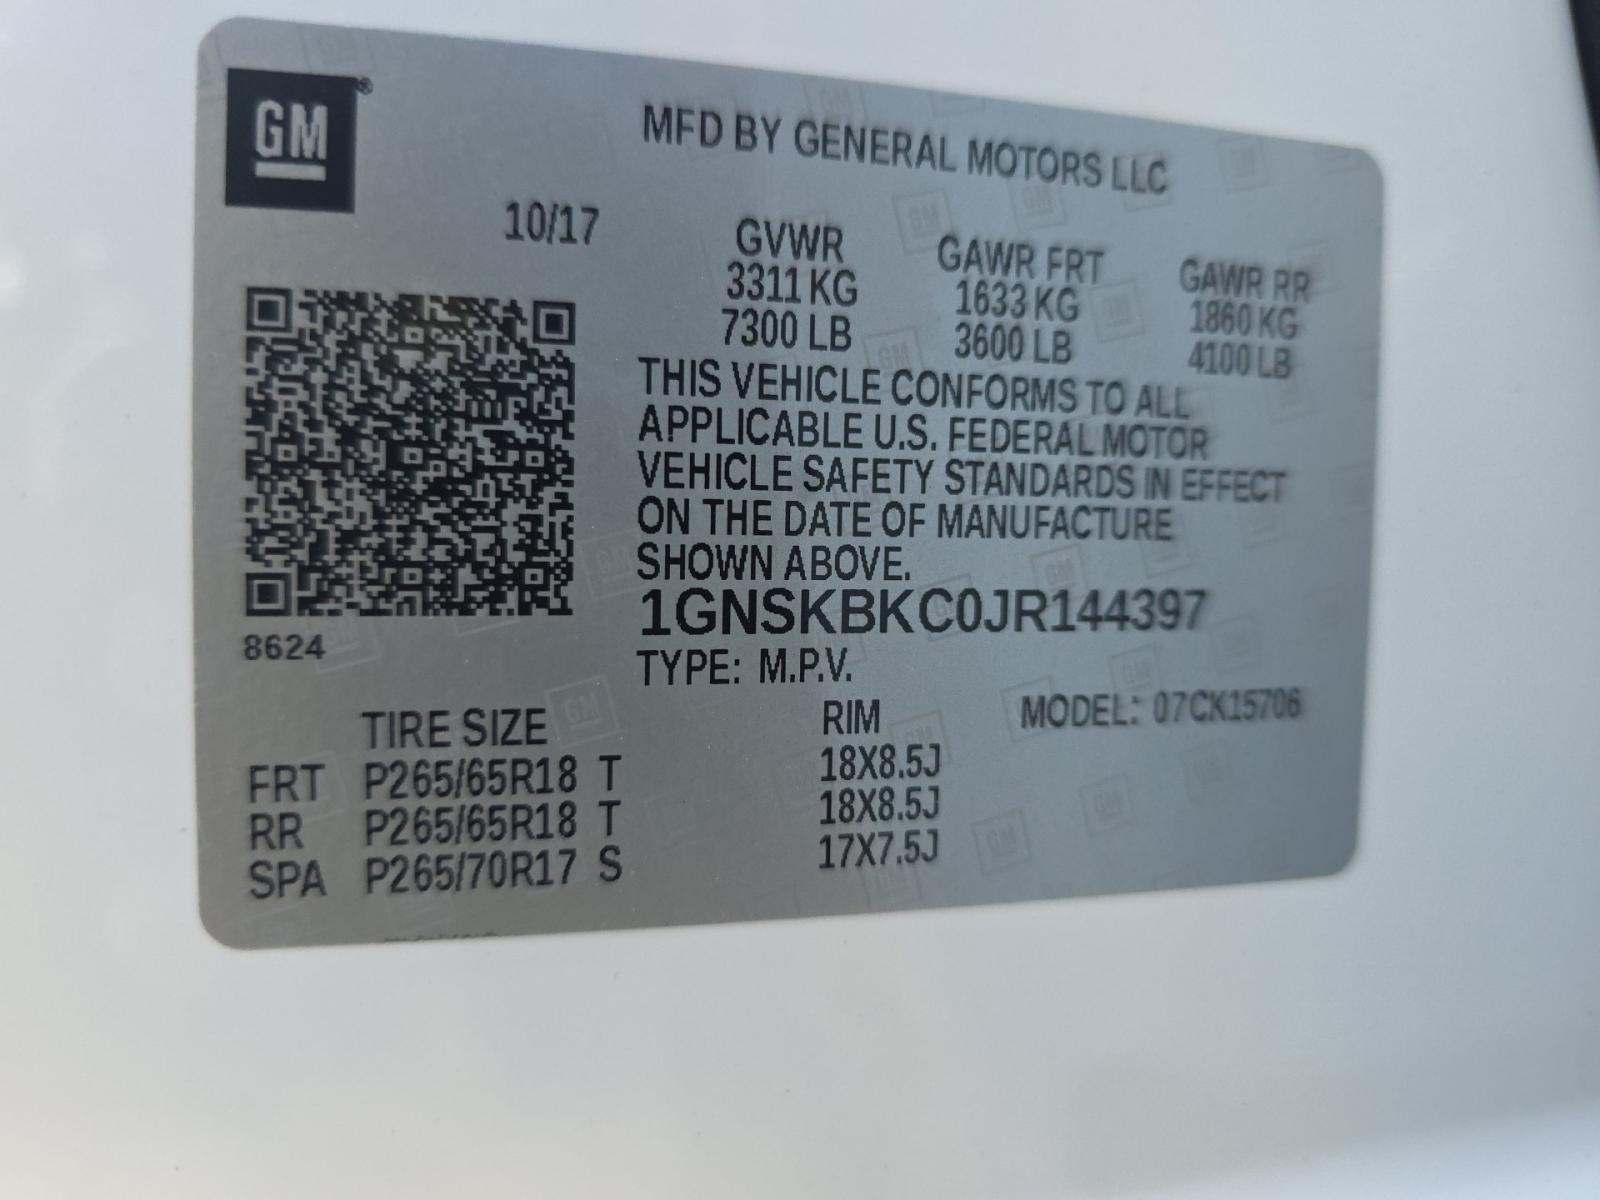 GM®
MFD BY GENERAL MOTORS LLC
10/17
GVWR GAWR FRT GAWR RR
3311 KG 1633 KG 1860 KG
7300 LB 3600 LB 4100 LB
THIS VEHICLE CONFORMS TO ALL
APPLICABLE U.S. FEDERAL MOTOR
VEHICLE SAFETY STANDARDS IN EFFECT
ON THE DATE OF MANUFACTURE
SHOWN ABOVE.
1GNSKBKC0JR144397
8624
TYPE: M.P.V.
TIRE SIZE RIM MODEL: 07CK15706
FRT P265/65R18 T 18X8.5J
RR P265/65R18 T 18X8.5J
SPA P265/70R17 S 17X7.5J